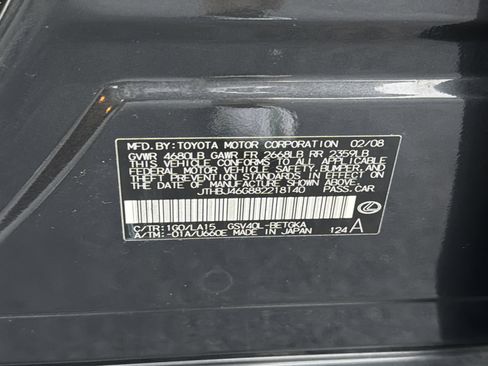 MFD.BY:TOYOTA MOTOR CORPORATION 02/08
GVWR 4680LB GAWR FR 2668LB RR 2359LB
THIS VEHICLE CONFORMS TO ALL APPLICABLE
FEDERAL MOTOR VEHICLE SAFETY, BUMPER, AND
THEFT PREVENTION STANDARDS IN EFFECT ON
THE DATE OF MANUFACTURE SHOWN ABOVE.
JTHBJ46G882218140 PASS.CAR
C/TR:1G0/LA15 GSV40L-BETGKA
A/TM:-01A/U660E MADE IN JAPAN 124 A